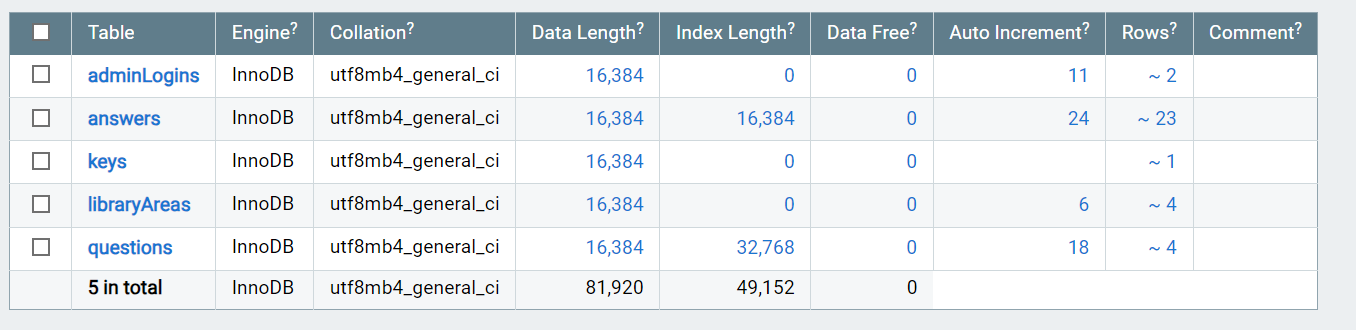 Table Engine? Collation? Data Length? Index Length? Data Free? Auto Increment? Rows? Comment?
adminLogins InnoDB utf8mb4_general_ci 16,384 0 0 11 ~ 2
answers InnoDB utf8mb4_general_ci 16,384 16,384 0 24 ~ 23
keys InnoDB utf8mb4_general_ci 16,384 0 0 ~ 1
libraryAreas InnoDB utf8mb4_general_ci 16,384 0 0 6 ~ 4
questions InnoDB utf8mb4_general_ci 16,384 32,768 0 18 ~ 4
5 in total InnoDB utf8mb4_general_ci 81,920 49,152 0